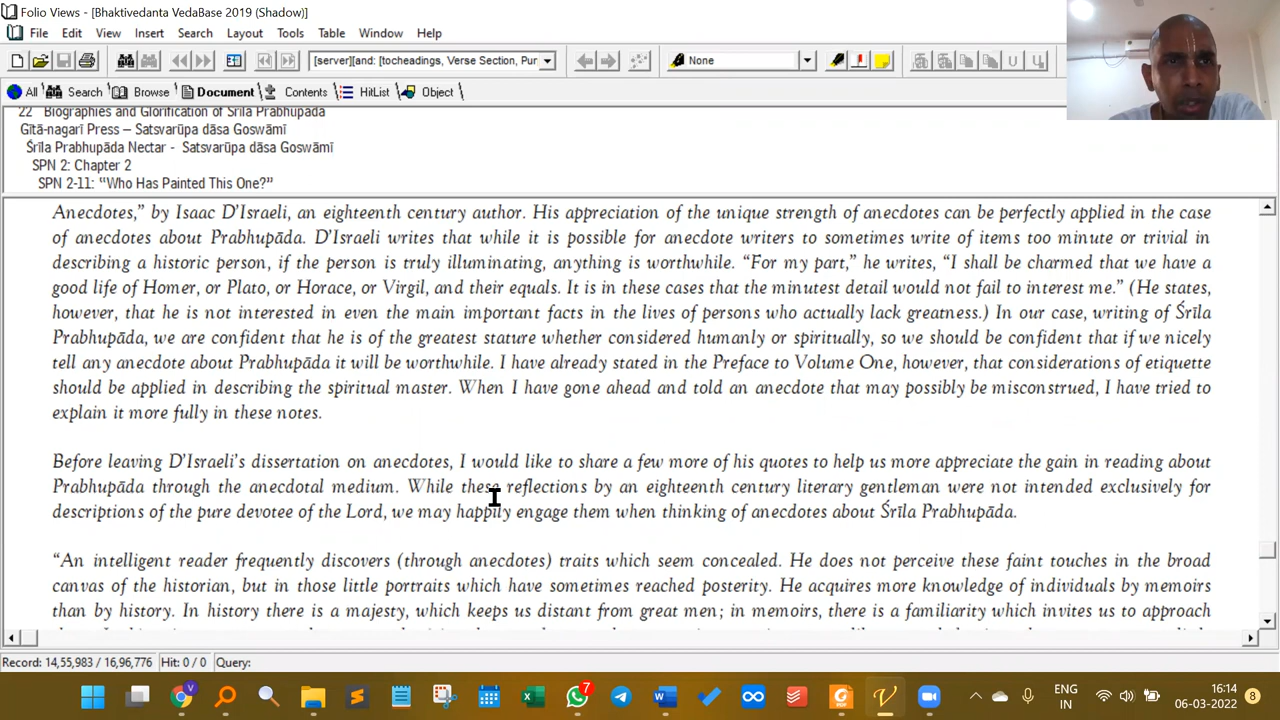 Folio Views - [Bhaktivedanta VedaBase 2019 (Shadow)]
File Edit View Insert Search Layout Tools Table Window Help
[server][and: [tocheadings, Verse Section, Pur None
All Search Browse Document Contents HitList Object
22 Biographies and Glorification of Śrīla Prabhupāda
Gītā-nagarī Press – Satsvarūpa dāsa Goswāmī
Śrīla Prabhupāda Nectar - Satsvarūpa dāsa Goswāmī
SPN 2: Chapter 2
SPN 2-11: “Who Has Painted This One?”
Anecdotes,” by Isaac D’Israeli, an eighteenth century author. His appreciation of the unique strength of anecdotes can be perfectly applied in the case
of anecdotes about Prabhupāda. D’Israeli writes that while it is possible for anecdote writers to sometimes write of items too minute or trivial in
describing a historic person, if the person is truly illuminating, anything is worthwhile. “For my part,” he writes, “I shall be charmed that we have a
good life of Homer, or Plato, or Horace, or Virgil, and their equals. It is in these cases that the minutest detail would not fail to interest me.” (He states,
however, that he is not interested in even the main important facts in the lives of persons who actually lack greatness.) In our case, writing of Śrīla
Prabhupāda, we are confident that he is of the greatest stature whether considered humanly or spiritually, so we should be confident that if we nicely
tell any anecdote about Prabhupāda it will be worthwhile. I have already stated in the Preface to Volume One, however, that considerations of etiquette
should be applied in describing the spiritual master. When I have gone ahead and told an anecdote that may possibly be misconstrued, I have tried to
explain it more fully in these notes.
Before leaving D’Israeli’s dissertation on anecdotes, I would like to share a few more of his quotes to help us more appreciate the gain in reading about
Prabhupāda through the anecdotal medium. While these reflections by an eighteenth century literary gentleman were not intended exclusively for
descriptions of the pure devotee of the Lord, we may happily engage them when thinking of anecdotes about Śrīla Prabhupāda.
“An intelligent reader frequently discovers (through anecdotes) traits which seem concealed. He does not perceive these faint touches in the broad
canvas of the historian, but in those little portraits which have sometimes reached posterity. He acquires more knowledge of individuals by memoirs
than by history. In history there is a majesty, which keeps us distant from great men; in memoirs, there is a familiarity which invites us to approach
Record: 14,55,983 / 16,96,776 Hit: 0 / 0 Query:
7 ENG 16:14
IN 06-03-2022 8